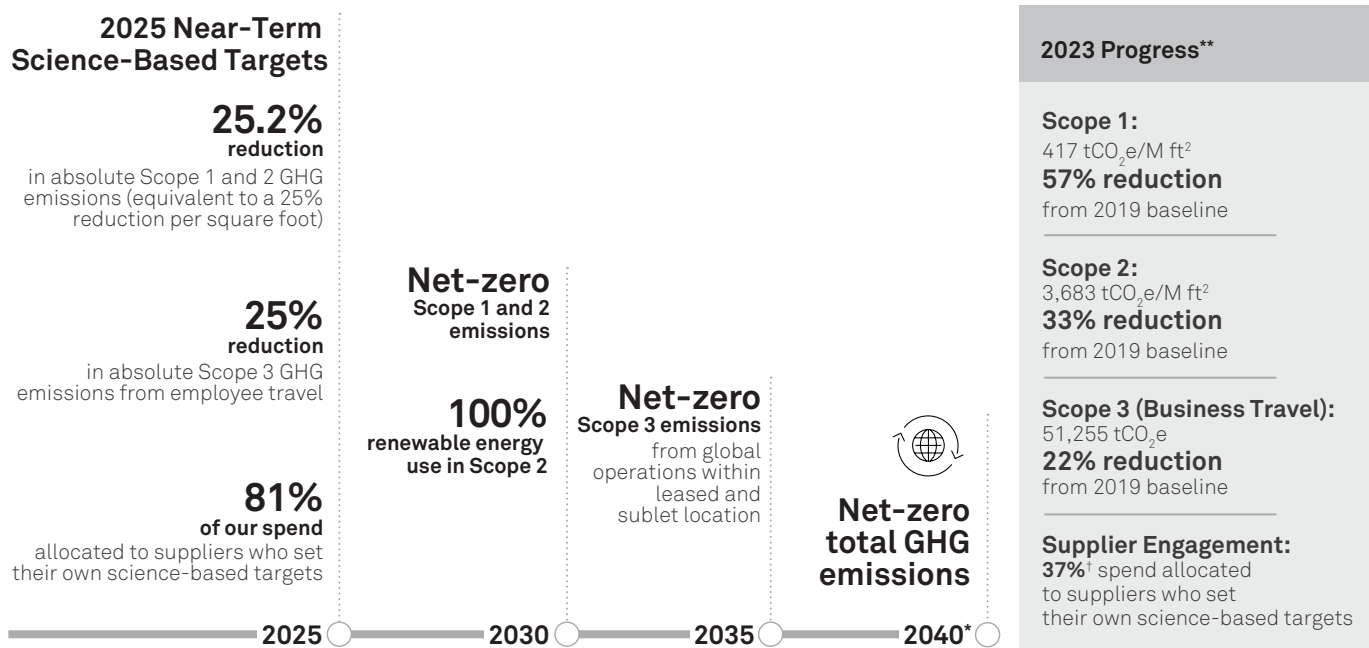 2025 Near-Term
Science-Based Targets
25.2%
reduction
in absolute Scope 1 and 2 GHG
emissions (equivalent to a 25%
reduction per square foot)
25%
reduction
in absolute Scope 3 GHG
emissions from employee travel
81%
of our spend
allocated to suppliers who set
their own science-based targets
2025
Net-zero
Scope 1 and 2
emissions
100%
renewable energy
use in Scope 2
2030
Net-zero
Scope 3 emissions
from global
operations within
leased and
sublet location
2035
Net-zero
total GHG
emissions
2040*
2023 Progress**
Scope 1:
417 tCO₂e/M ft²
57% reduction
from 2019 baseline
Scope 2:
3,683 tCO₂e/M ft²
33% reduction
from 2019 baseline
Scope 3 (Business Travel):
51,255 tCO₂e
22% reduction
from 2019 baseline
Supplier Engagement:
37%† spend allocated
to suppliers who set
their own science-based targets